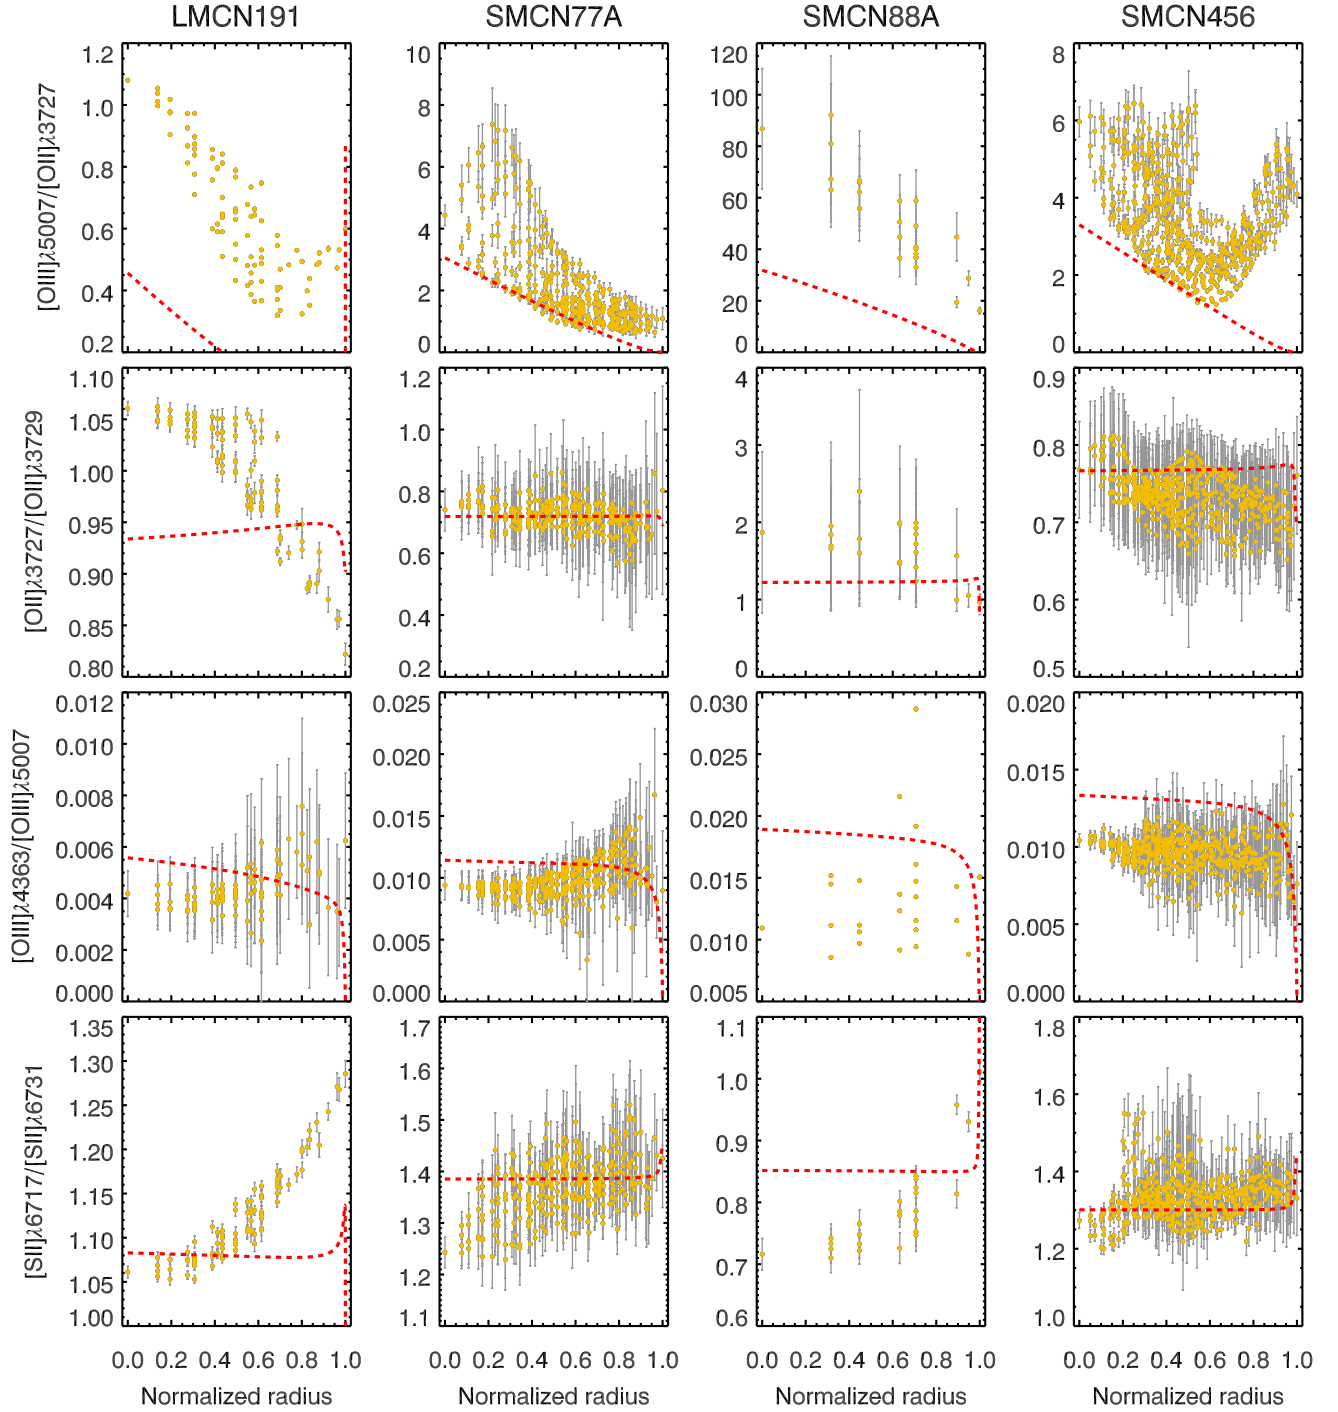 LMCN191 SMCN77A SMCN88A SMCN456
[OIII]λ5007/[OII]λ3727
1.2 1.0 0.8 0.6 0.4 0.2
10 8 6 4 2 0
120 100 80 60 40 20 0
8 6 4 2 0
[OII]λ3727/[OII]λ3729
1.10 1.05 1.00 0.95 0.90 0.85 0.80
1.2 1.0 0.8 0.6 0.4 0.2
4 3 2 1 0
0.9 0.8 0.7 0.6 0.5
[OIII]λ4363/[OIII]λ5007
0.012 0.010 0.008 0.006 0.004 0.002 0.000
0.025 0.020 0.015 0.010 0.005 0.000
0.030 0.025 0.020 0.015 0.010 0.005
0.020 0.015 0.010 0.005 0.000
[SII]λ6717/[SII]λ6731
1.35 1.30 1.25 1.20 1.15 1.10 1.05 1.00
1.7 1.6 1.5 1.4 1.3 1.2 1.1
1.1 1.0 0.9 0.8 0.7 0.6
1.8 1.6 1.4 1.2 1.0
0.0 0.2 0.4 0.6 0.8 1.0 0.0 0.2 0.4 0.6 0.8 1.0 0.0 0.2 0.4 0.6 0.8 1.0 0.0 0.2 0.4 0.6 0.8 1.0
Normalized radius Normalized radius Normalized radius Normalized radius